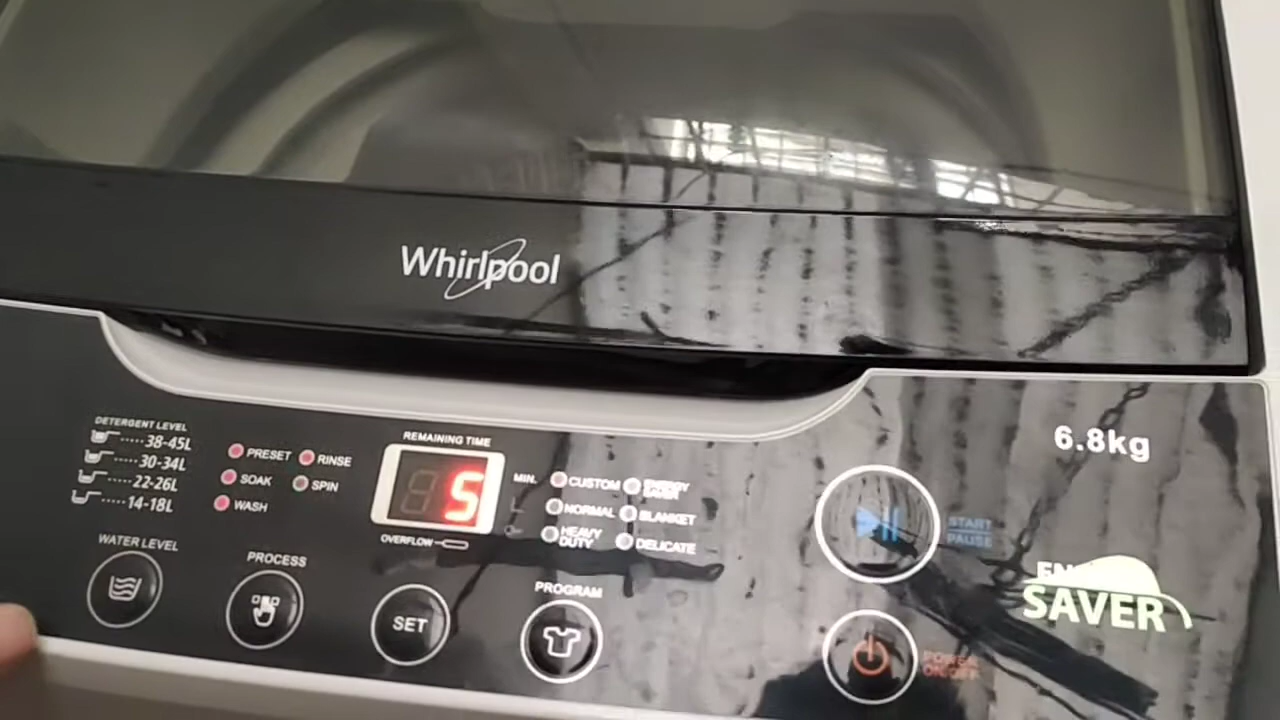 Whirlpool
6.8kg
DETERGENT LEVEL
38-45L
30-34L
22-26L
14-18L
PRESET
RINSE
SOAK
SPIN
WASH
REMAINING TIME
5
MIN.
OVERFLOW
CUSTOM
ENERGY
NORMAL
BLANKET
HEAVY
DUTY
DELICATE
START
PAUSE
SAVER
WATER LEVEL
PROCESS
SET
PROGRAM
POWER
ON/OFF